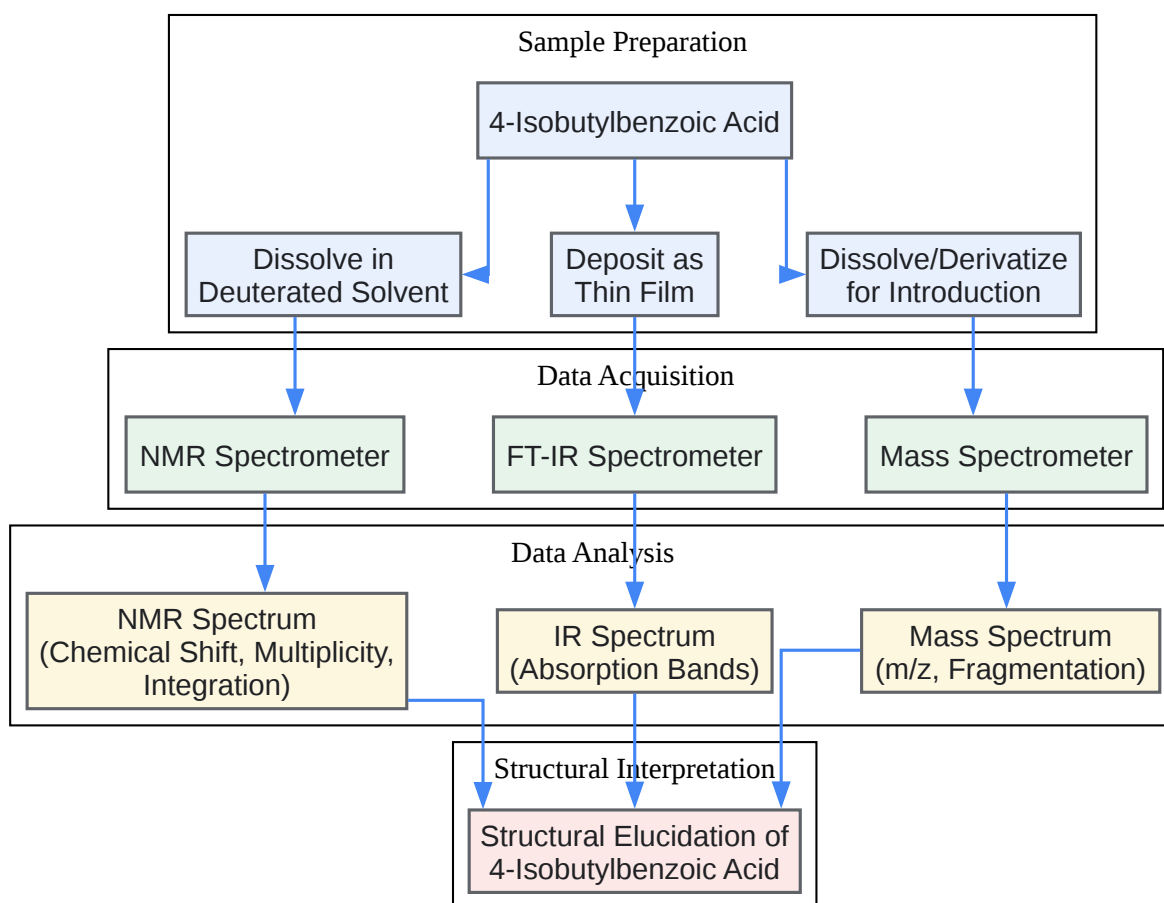 Sample Preparation
4-Isobutylbenzoic Acid
Dissolve in
Deuterated Solvent
Deposit as
Thin Film
Dissolve/Derivatize
for Introduction
Data Acquisition
NMR Spectrometer
FT-IR Spectrometer
Mass Spectrometer
Data Analysis
NMR Spectrum
(Chemical Shift, Multiplicity,
Integration)
IR Spectrum
(Absorption Bands)
Mass Spectrum
(m/z, Fragmentation)
Structural Interpretation
Structural Elucidation of
4-Isobutylbenzoic Acid